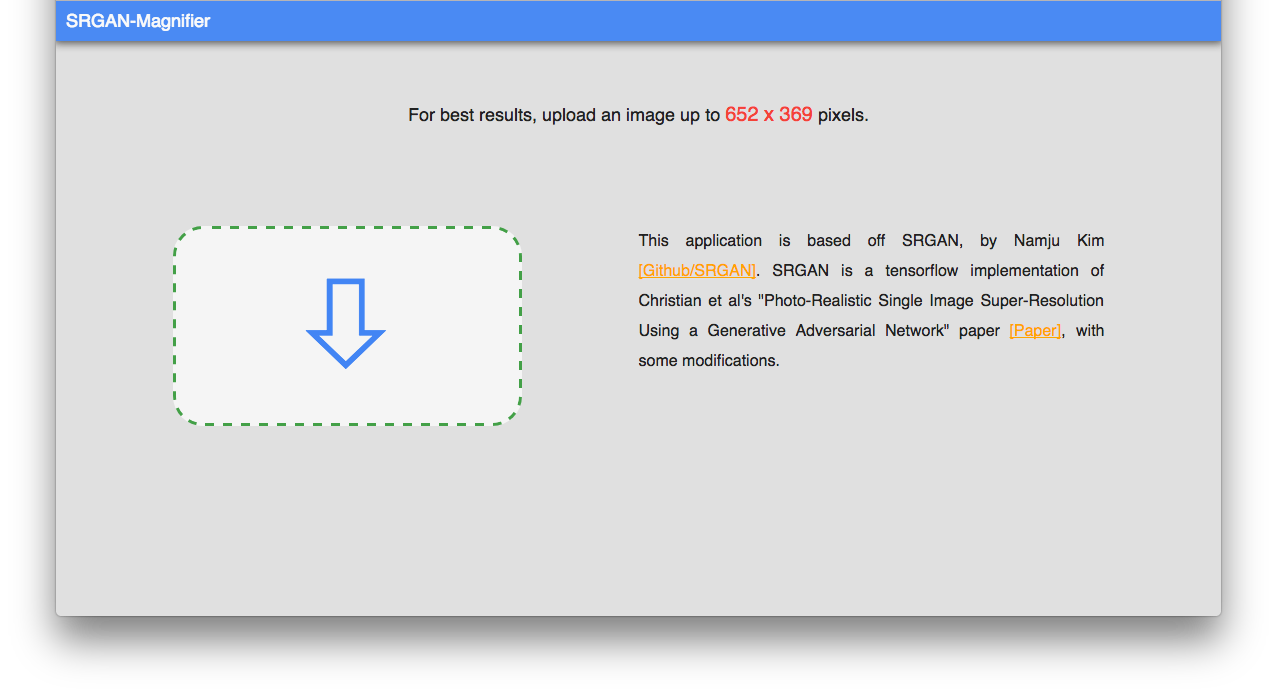 SRGAN-Magnifier
For best results, upload an image up to 652 x 369 pixels.
This application is based off SRGAN, by Namju Kim
[Github/SRGAN]. SRGAN is a tensorflow implementation of
Christian et al's "Photo-Realistic Single Image Super-Resolution
Using a Generative Adversarial Network" paper [Paper], with
some modifications.